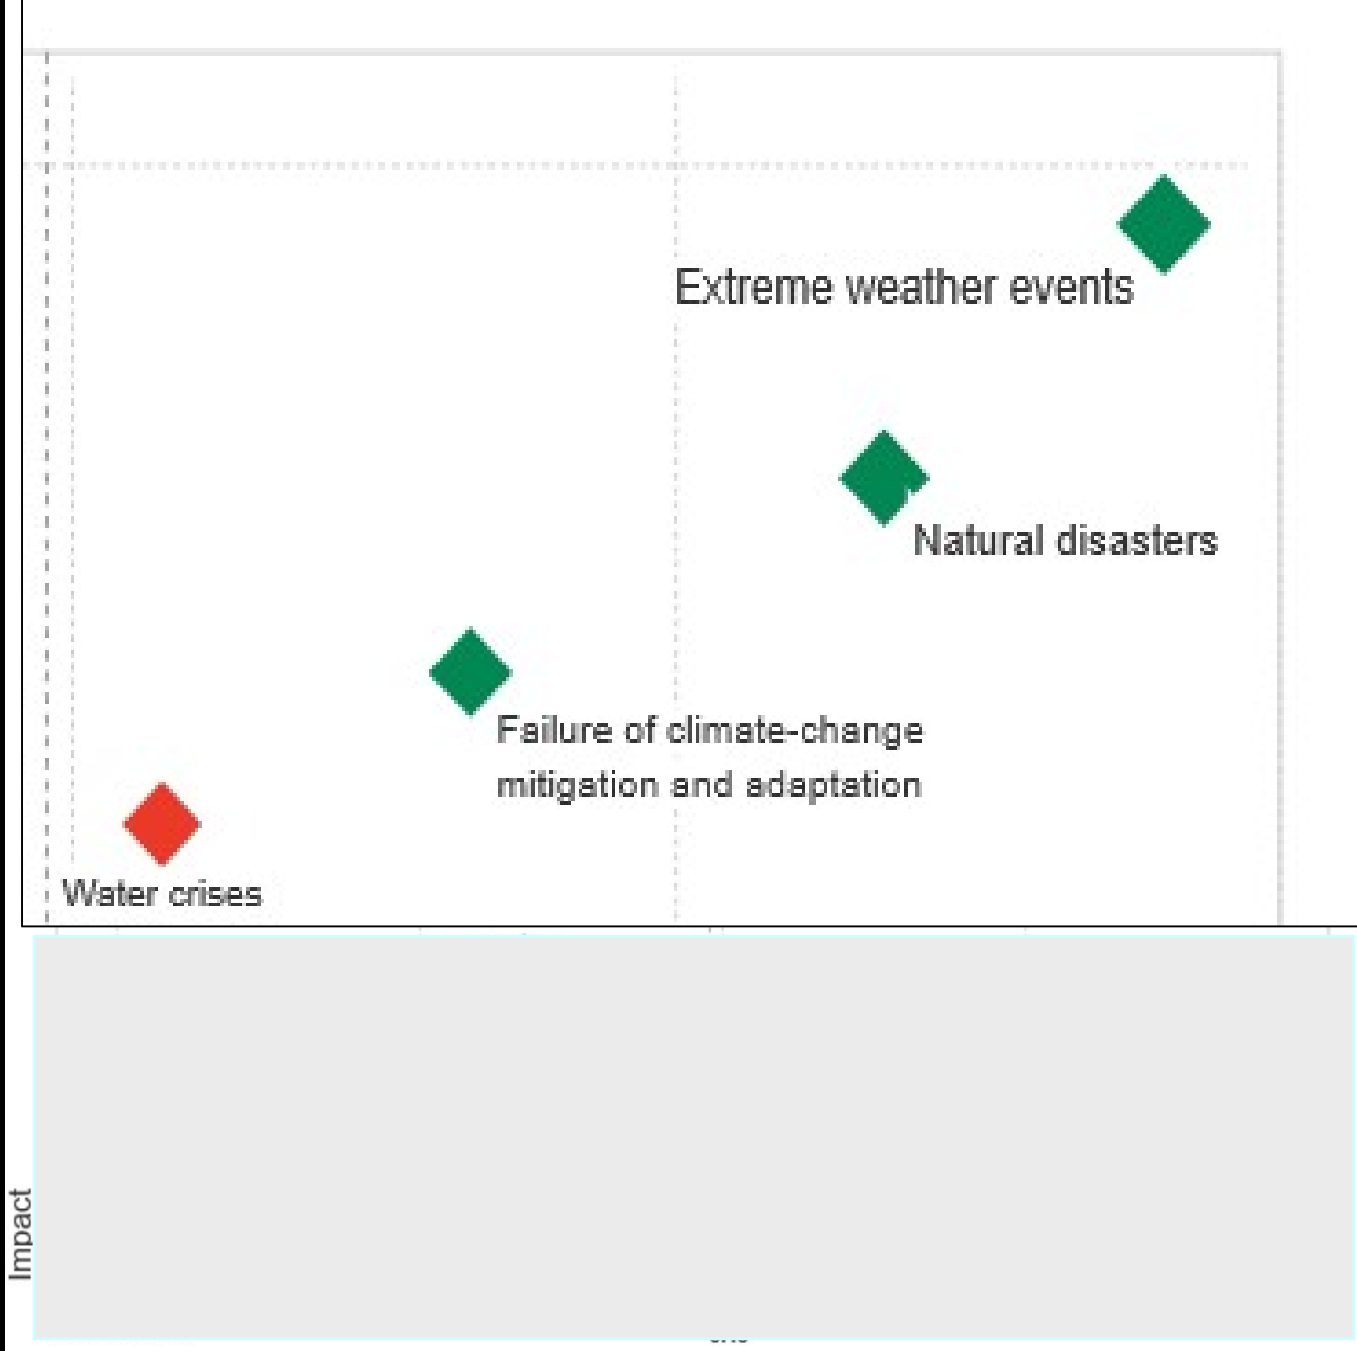 Extreme weather events
Natural disasters
Failure of climate-change
mitigation and adaptation
Water crises
Impact